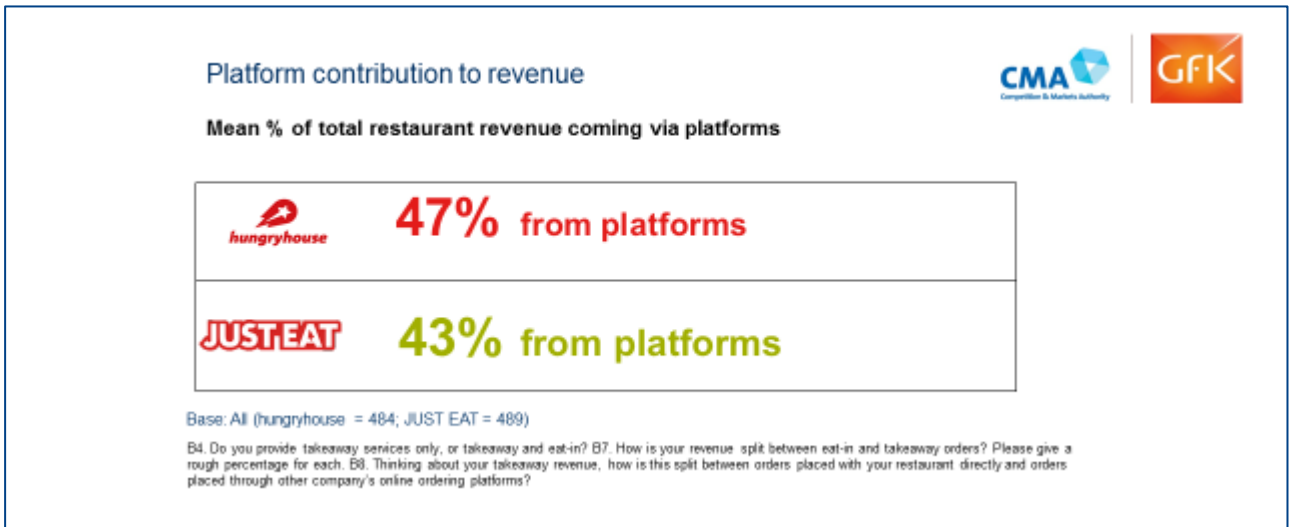 Platform contribution to revenue
CMA
Competition & Markets Authority
GfK
Mean % of total restaurant revenue coming via platforms
hungryhouse
47% from platforms
JUST EAT
43% from platforms
Base: All (hungryhouse = 484; JUST EAT = 489)
B4. Do you provide takeaway services only, or takeaway and eat-in? B7. How is your revenue split between eat-in and takeaway orders? Please give a
rough percentage for each. B8. Thinking about your takeaway revenue, how is this split between orders placed with your restaurant directly and orders
placed through other company's online ordering platforms?